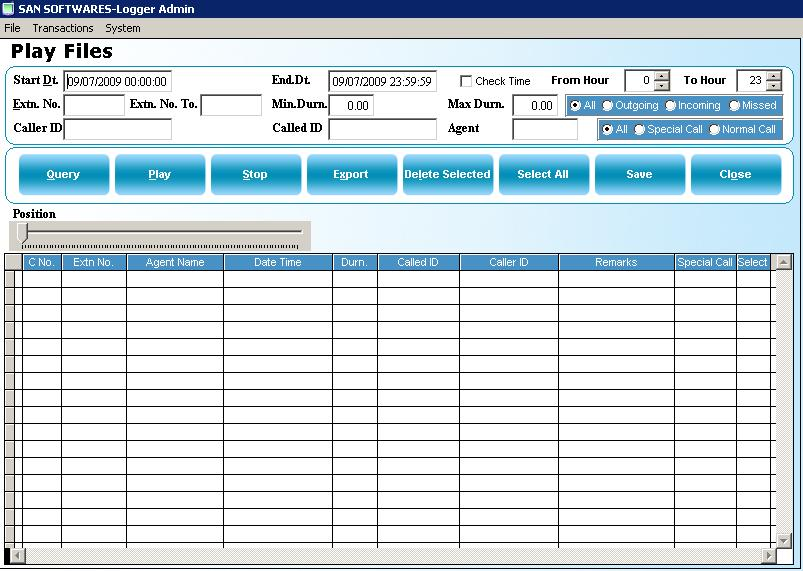 SAN SOFTWARES-Logger Admin
File Transactions System
Play Files
Start Dt. 09/07/2009 00:00:00 End.Dt. 09/07/2009 23:59:59 Check Time From Hour 0 To Hour 23
Extn. No. Extn. No. To. Min.Durn. 0.00 Max Durn. 0.00 All Outgoing Incoming Missed
Caller ID Called ID Agent All Special Call Normal Call
Query Play Stop Export Delete Selected Select All Save Close
Position
C No. Extn No. Agent Name Date Time Durn. Called ID Caller ID Remarks Special Call Select